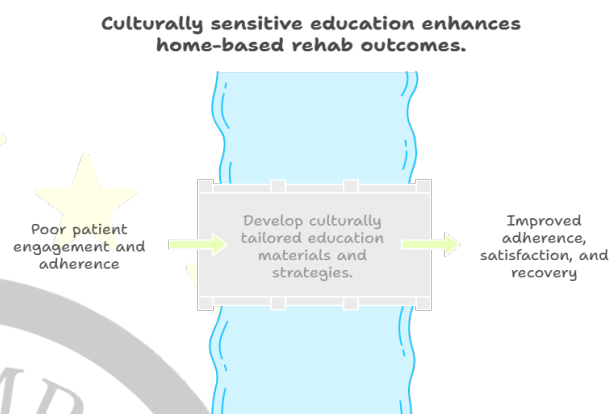 Culturally sensitive education enhances
home-based rehab outcomes.
Poor patient
engagement and
adherence
Develop culturally
tailored education
materials and
strategies.
Improved
adherence,
satisfaction, and
recovery